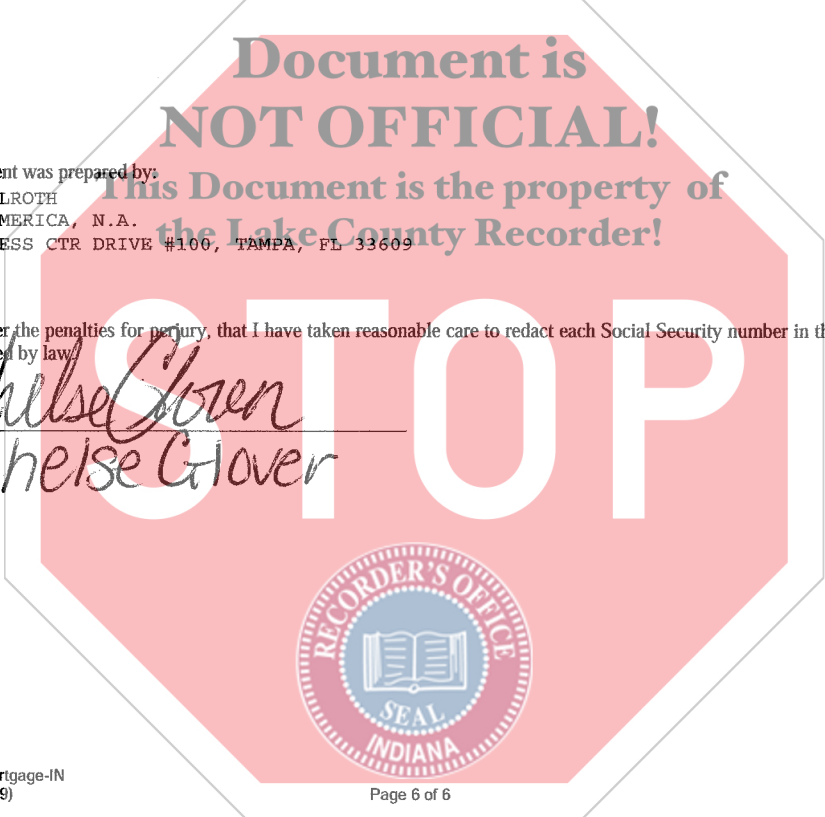 Document is
NOT OFFICIAL!
ent was prepared by:
This Document is the property of
LROTH
MERICA, N.A.
the Lake County Recorder!
ESS CTR DRIVE #100, TAMPA, FL 33609
er the penalties for perjury, that I have taken reasonable care to redact each Social Security number in th
ed by law.
STOP
helse Glover
helse Glover
RECORDER'S OFFICE
SEAL
INDIANA
rtgage-IN
9)
Page 6 of 6